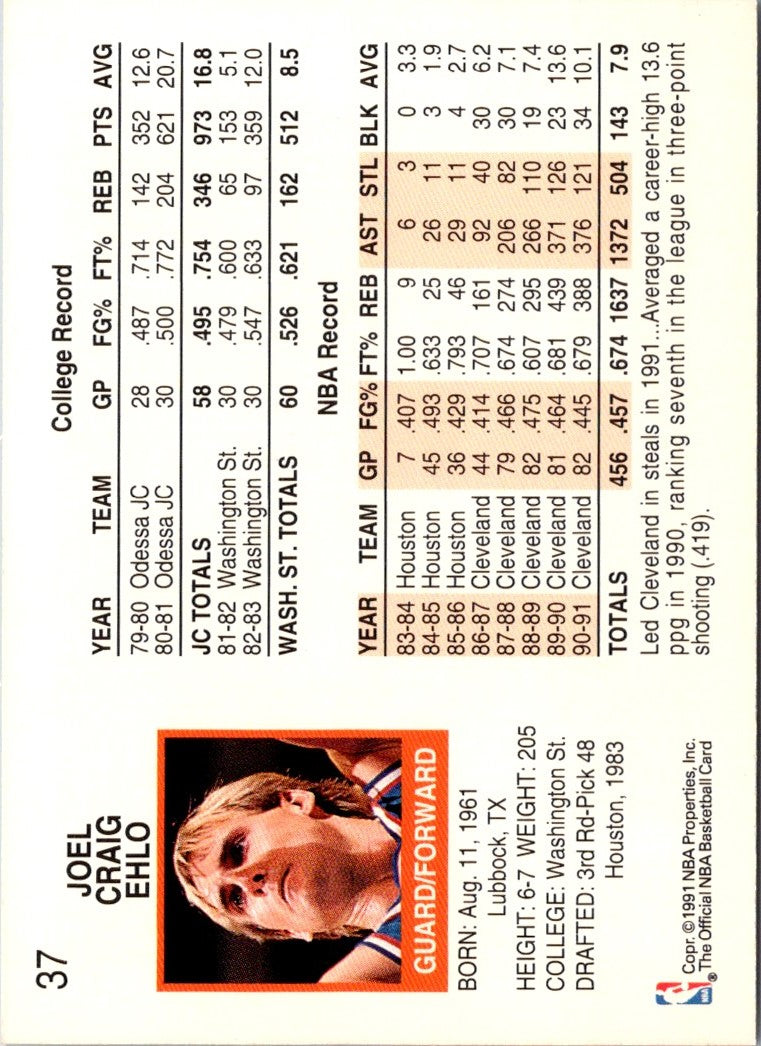 37
JOEL
CRAIG
EHLO
GUARD/FORWARD
BORN: Aug. 11, 1961
Lubbock, TX
HEIGHT: 6-7 WEIGHT: 205
COLLEGE: Washington St.
DRAFTED: 3rd Rd-Pick 48
Houston, 1983
NBA ®
Copr. ©1991 NBA Properties, Inc.
The Official NBA Basketball Card
College Record
YEAR TEAM GP FG% FT% REB PTS AVG
79-80 Odessa JC 28 .487 .714 142 352 12.6
80-81 Odessa JC 30 .500 .772 204 621 20.7
JC TOTALS 58 .495 .754 346 973 16.8
81-82 Washington St. 30 .479 .600 65 153 5.1
82-83 Washington St. 30 .547 .633 97 359 12.0
WASH. ST. TOTALS 60 .526 .621 162 512 8.5
NBA Record
YEAR TEAM GP FG% FT% REB AST STL BLK AVG
83-84 Houston 7 .407 1.00 9 6 3 0 3.3
84-85 Houston 45 .493 .633 25 26 11 3 1.9
85-86 Houston 36 .429 .793 46 29 11 4 2.7
86-87 Cleveland 44 .414 .707 161 92 40 30 6.2
87-88 Cleveland 79 .466 .674 274 206 82 30 7.1
88-89 Cleveland 82 .475 .607 295 266 110 19 7.4
89-90 Cleveland 81 .464 .681 439 371 126 23 13.6
90-91 Cleveland 82 .445 .679 388 376 121 34 10.1
TOTALS 456 .457 .674 1637 1372 504 143 7.9
Led Cleveland in steals in 1991...Averaged a career-high 13.6
ppg in 1990, ranking seventh in the league in three-point
shooting (.419).